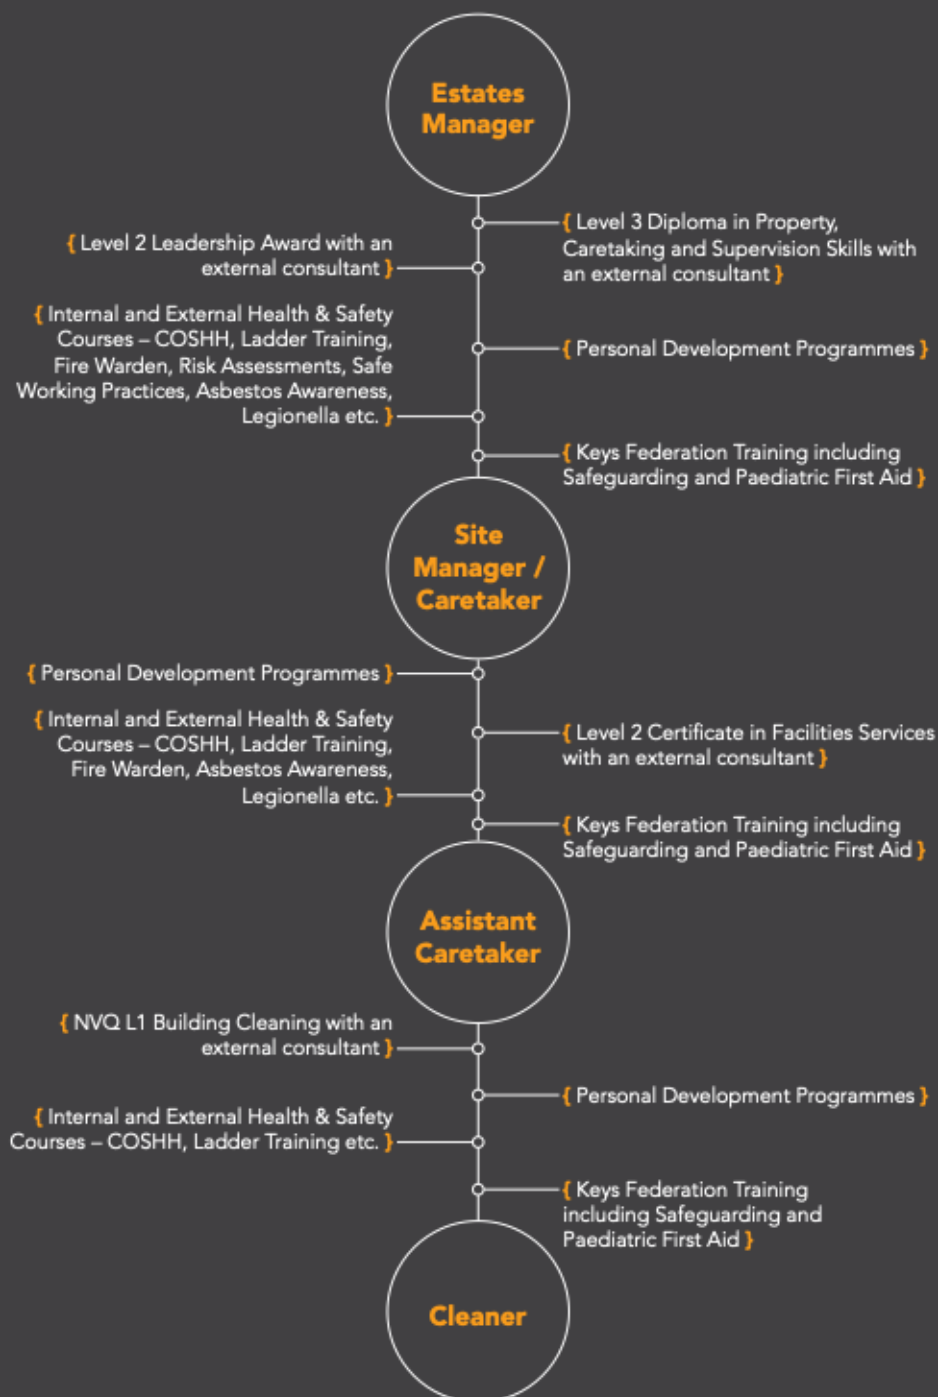 Estates
Manager
{ Level 3 Diploma in Property,
Caretaking and Supervision Skills with
an external consultant }
{ Level 2 Leadership Award with an
external consultant }
{ Internal and External Health & Safety
Courses – COSHH, Ladder Training,
Fire Warden, Risk Assessments, Safe
Working Practices, Asbestos Awareness,
Legionella etc. }
{ Personal Development Programmes }
{ Keys Federation Training including
Safeguarding and Paediatric First Aid }
Site
Manager /
Caretaker
{ Personal Development Programmes }
{ Internal and External Health & Safety
Courses – COSHH, Ladder Training,
Fire Warden, Asbestos Awareness,
Legionella etc. }
{ Level 2 Certificate in Facilities Services
with an external consultant }
{ Keys Federation Training including
Safeguarding and Paediatric First Aid }
Assistant
Caretaker
{ NVQ L1 Building Cleaning with an
external consultant }
{ Personal Development Programmes }
{ Internal and External Health & Safety
Courses – COSHH, Ladder Training etc. }
{ Keys Federation Training
including Safeguarding and
Paediatric First Aid }
Cleaner